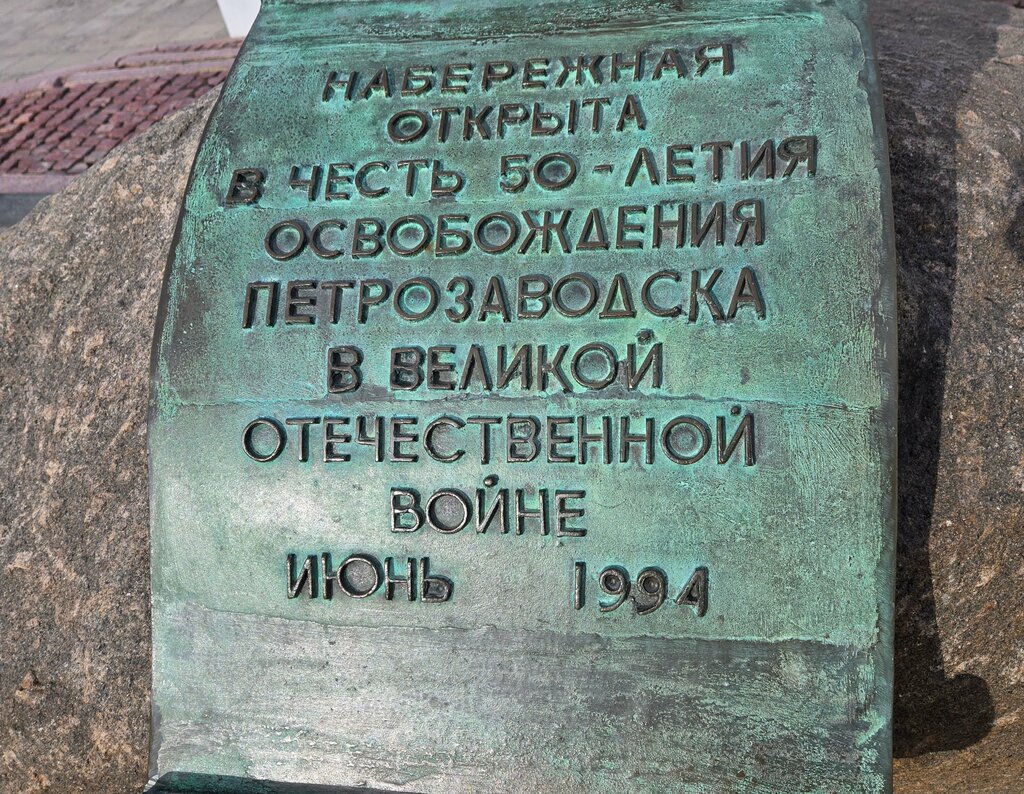 НАБЕРЕЖНАЯ
ОТКРЫТА
В ЧЕСТЬ 50-ЛЕТИЯ
ОСВОБОЖДЕНИЯ
ПЕТРОЗАВОДСКА
В ВЕЛИКОЙ
ОТЕЧЕСТВЕННОЙ
ВОЙНЕ
ИЮНЬ 1994